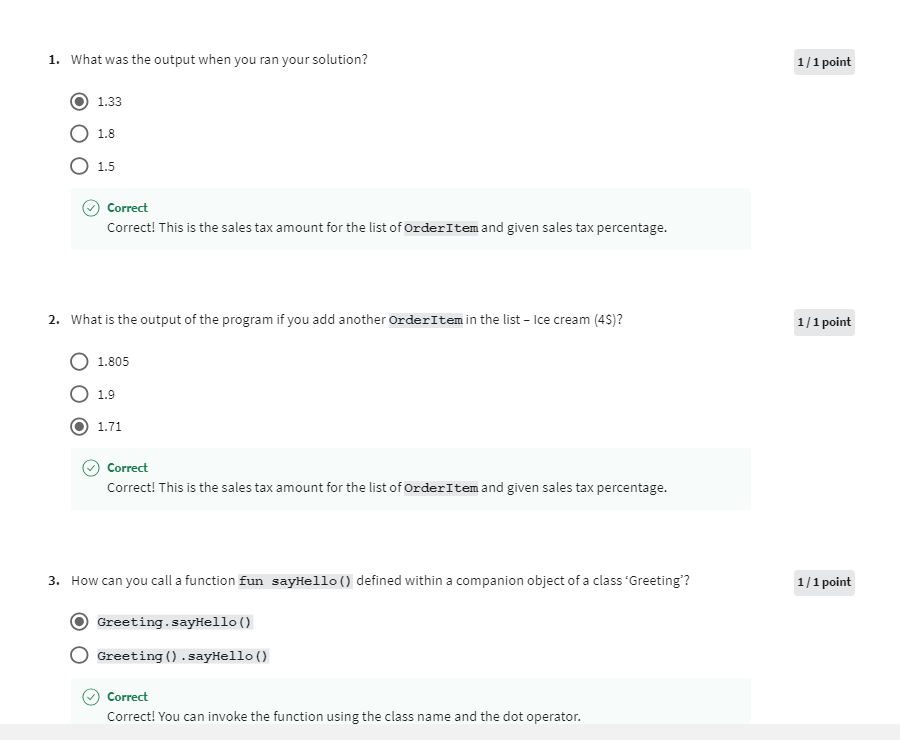 1. What was the output when you ran your solution?
1 / 1 point
1.33
1.8
1.5
Correct
Correct! This is the sales tax amount for the list of OrderItem and given sales tax percentage.
2. What is the output of the program if you add another OrderItem in the list – Ice cream (4$)?
1 / 1 point
1.805
1.9
1.71
Correct
Correct! This is the sales tax amount for the list of OrderItem and given sales tax percentage.
3. How can you call a function fun sayHello() defined within a companion object of a class ‘Greeting’?
1 / 1 point
Greeting.sayHello()
Greeting().sayHello()
Correct
Correct! You can invoke the function using the class name and the dot operator.